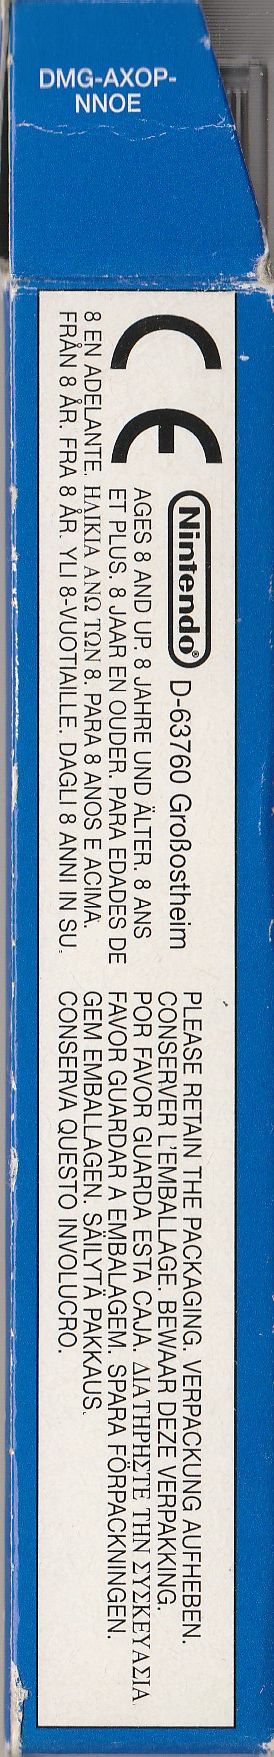 DMG-AXOP-
NNOE
CE
Nintendo® D-63760 Großostheim
AGES 8 AND UP. 8 JAHRE UND ÄLTER. 8 ANS
ET PLUS. 8 JAAR EN OUDER. PARA EDADES DE
8 EN ADELANTE. ΗΛΙΚΙΑ ΑΝΩ ΤΩΝ 8. PARA 8 ANOS E ACIMA.
FRÅN 8 ÅR. FRA 8 ÅR. YLI 8-VUOTIAILLE. DAGLI 8 ANNI IN SU.
PLEASE RETAIN THE PACKAGING. VERPACKUNG AUFHEBEN.
CONSERVER L'EMBALLAGE. BEWAAR DEZE VERPAKKING.
POR FAVOR GUARDA ESTA CAJA. ΔΙΑΤΗΡΗΣΤΕ ΤΗΝ ΣΥΣΚΕΥΑΣΙΑ
FAVOR GUARDAR A EMBALAGEM. SPARA FÖRPACKNINGEN.
GEM EMBALLAGEN. SÄILYTÄ PAKKAUS.
CONSERVA QUESTO INVOLUCRO.